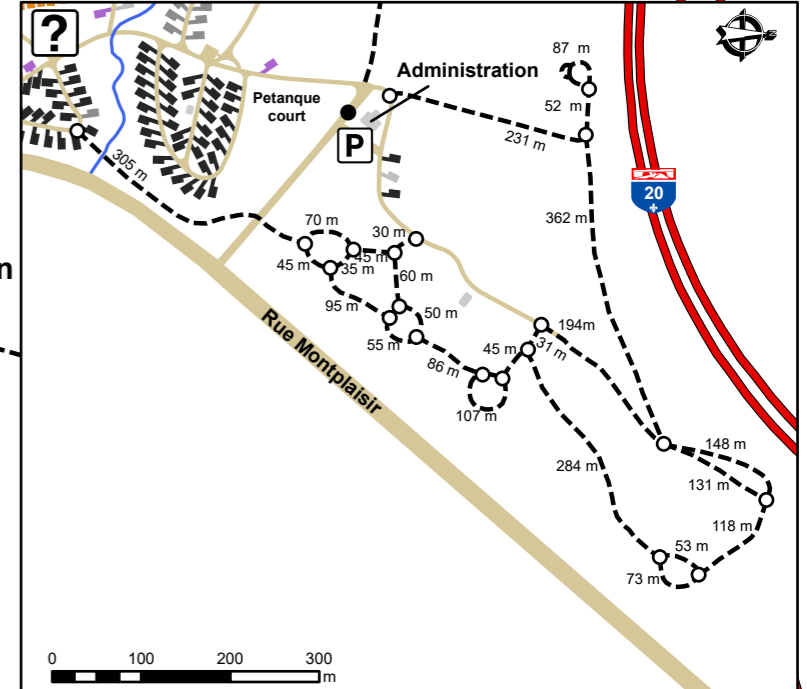 ?
Administration
Petanque
court
P
87 m
52 m
231 m
20
305 m
362 m
70 m
30 m
45 m
45 m
35 m
60 m
95 m
50 m
55 m
Rue Montplaisir
194m
31 m
45 m
86 m
107 m
148 m
131 m
284 m
118 m
53 m
73 m
n
0 100 200 300
m